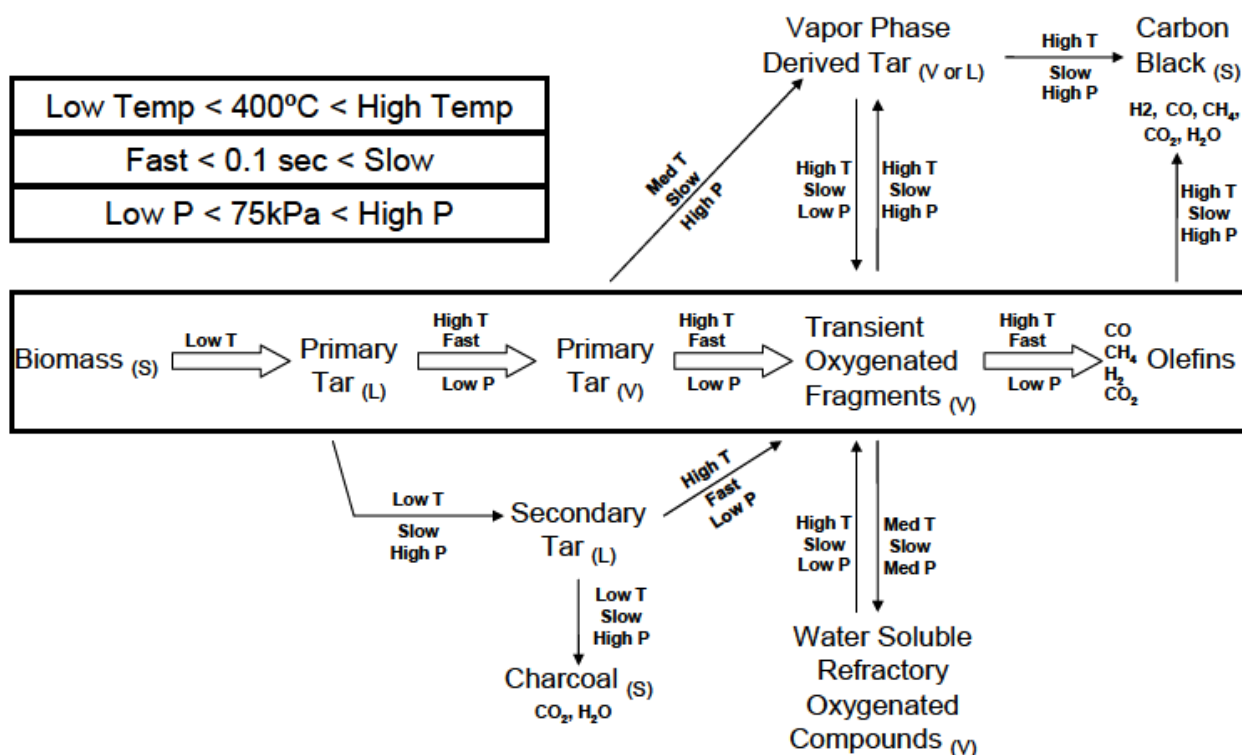 Low Temp < 400ºC < High Temp
Fast < 0.1 sec < Slow
Low P < 75kPa < High P
Vapor Phase
Derived Tar (V or L)
High T
Slow
High P
Carbon
Black (S)
H2, CO, CH₄,
CO₂, H₂O
Med T
Slow
High P
High T
Slow
Low P
High T
Slow
High P
High T
Slow
High P
Biomass (S)
Low T
Primary
Tar (L)
High T
Fast
Low P
Primary
Tar (V)
High T
Fast
Low P
Transient
Oxygenated
Fragments (V)
High T
Fast
Low P
CO
CH₄
H₂
CO₂
Olefins
Low T
Slow
High P
Secondary
Tar (L)
High T
Fast
Low P
High T
Slow
Low P
Med T
Slow
Med P
Low T
Slow
High P
Charcoal (S)
CO₂, H₂O
Water Soluble
Refractory
Oxygenated
Compounds (V)